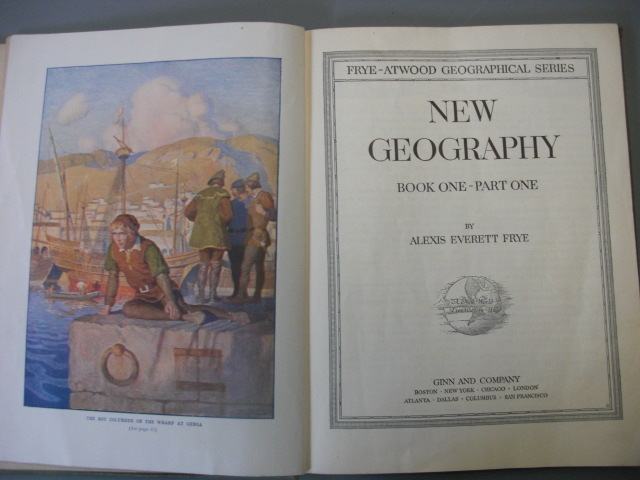 THE BOY COLUMBUS ON THE WHARF AT GENOA
FRYE-ATWOOD GEOGRAPHICAL SERIES
NEW
GEOGRAPHY
BOOK ONE-PART ONE
BY
ALEXIS EVERETT FRYE
GINN AND COMPANY
BOSTON · NEW YORK · CHICAGO · LONDON
ATLANTA · DALLAS · COLUMBUS · SAN FRANCISCO